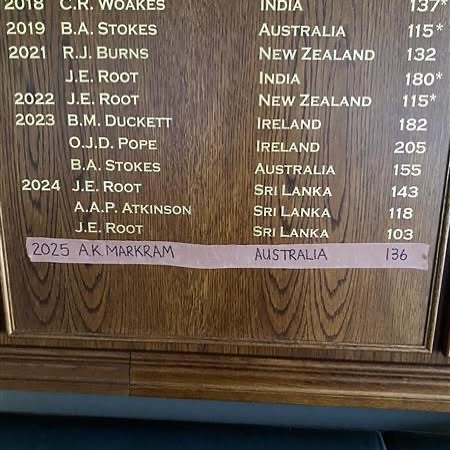 2018 C.R. WOAKES INDIA 137*
2019 B.A. STOKES AUSTRALIA 115*
2021 R.J. BURNS NEW ZEALAND 132
J.E. ROOT INDIA 180*
2022 J.E. ROOT NEW ZEALAND 115*
2023 B.M. DUCKETT IRELAND 182
O.J.D. POPE IRELAND 205
B.A. STOKES AUSTRALIA 155
2024 J.E. ROOT SRI LANKA 143
A.A.P. ATKINSON SRI LANKA 118
J.E. ROOT SRI LANKA 103
2025 A.K MARKRAM AUSTRALIA 136